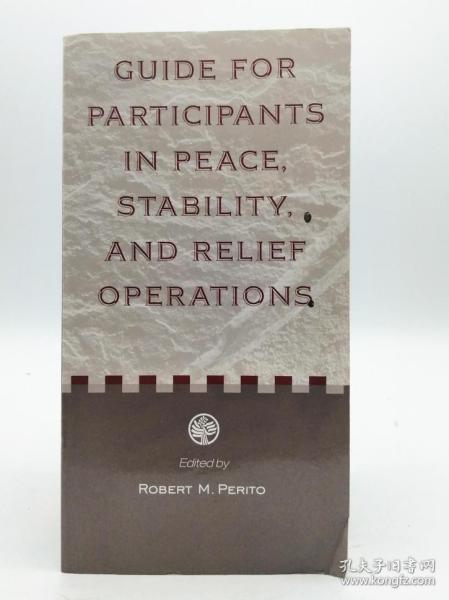 GUIDE FOR
PARTICIPANTS
IN PEACE,
STABILITY,
AND RELIEF
OPERATIONS
Edited by
ROBERT M. PERITO
孔夫子旧书网
www.kongfz.com